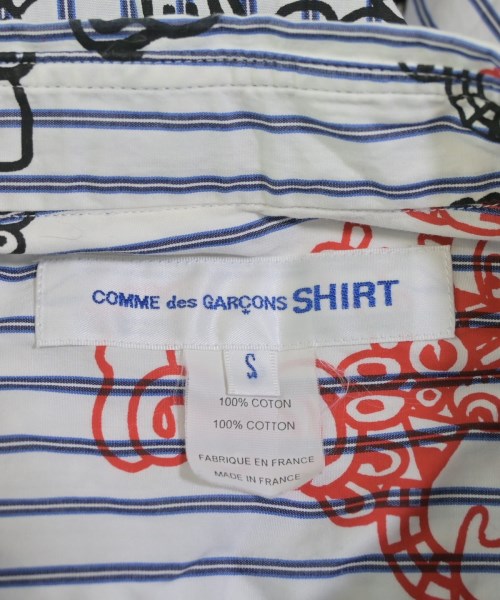 COMME des GARÇONS SHIRT
S
100% COTON
100% COTTON
FABRIQUE EN FRANCE
MADE IN FRANCE